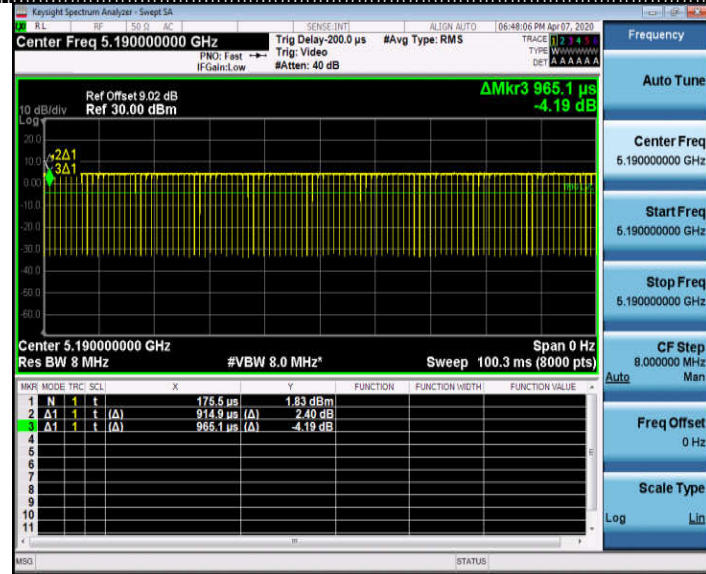 Keysight Spectrum Analyzer - Swept SA
RL RF 50 Ω AC SENSE:INT ALIGN AUTO 06:48:06 PM Apr 07, 2020
Center Freq 5.190000000 GHz
PNO: Fast
IFGain:Low
Trig Delay-200.0 µs
Trig: Video
#Atten: 40 dB
#Avg Type: RMS
TRACE 1 2 3 4 5 6
TYPE WWWWWW
DET A A A A A A
Frequency
Auto Tune
Center Freq
5.190000000 GHz
Start Freq
5.190000000 GHz
Stop Freq
5.190000000 GHz
CF Step
8.000000 MHz
Auto Man
Freq Offset
0 Hz
Scale Type
Log Lin
ΔMkr3 965.1 µs
-4.19 dB
Ref Offset 9.02 dB
10 dB/div Ref 30.00 dBm
Log
20.0
10.0
0.00
-10.0
-20.0
-30.0
-40.0
-50.0
-60.0
2Δ1
3Δ1
Center 5.190000000 GHz Span 0 Hz
Res BW 8 MHz #VBW 8.0 MHz* Sweep 100.3 ms (8000 pts)
MKR MODE TRC SCL X Y FUNCTION FUNCTION WIDTH FUNCTION VALUE
1 N 1 t 175.5 µs 1.83 dBm
2 Δ1 1 t (Δ) 914.9 µs (Δ) 2.40 dB
3 Δ1 1 t (Δ) 965.1 µs (Δ) -4.19 dB
4
5
6
7
8
9
10
11
MSG STATUS